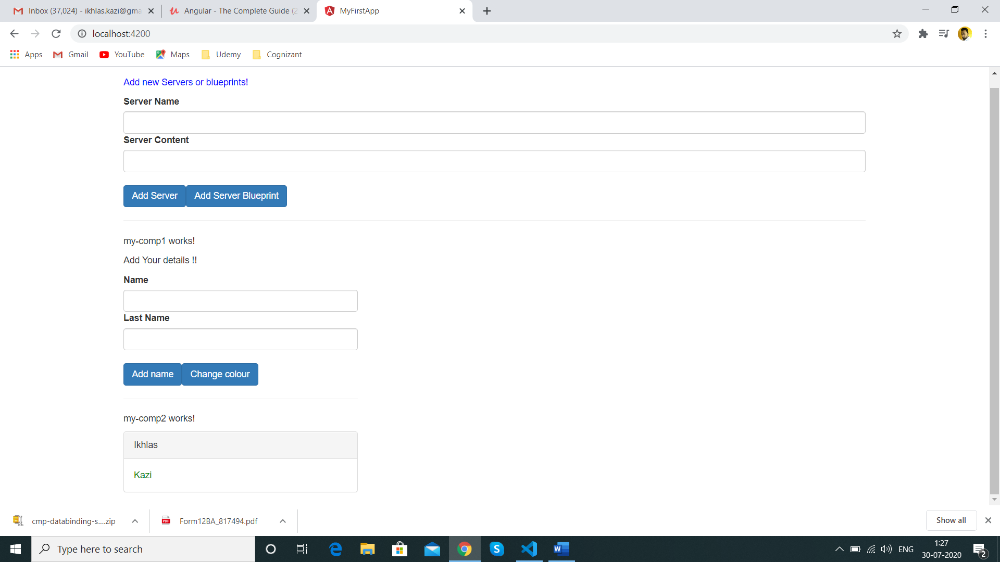 Inbox (37,024) - ikhlas.kazi@gma
Angular - The Complete Guide (2
MyFirstApp
localhost:4200
Apps
Gmail
YouTube
Maps
Udemy
Cognizant
Add new Servers or blueprints!
Server Name
Server Content
Add Server
Add Server Blueprint
my-comp1 works!
Add Your details !!
Name
Last Name
Add name
Change colour
my-comp2 works!
Ikhlas
Kazi
cmp-databinding-s....zip
PDF
Form12BA_817494.pdf
Show all
Type here to search
ENG
1:27
30-07-2020
2